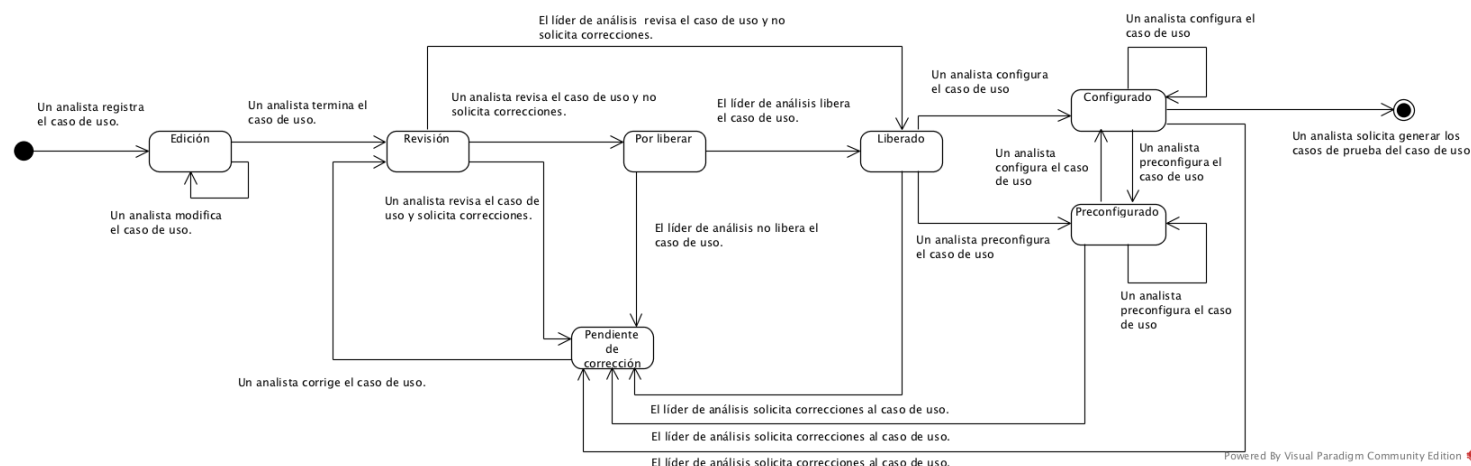 El líder de análisis  revisa el caso de uso y no
solicita correcciones.
Un analista configura el
caso de uso
Un analista configura
el caso de uso
Configurado
Un analista registra
el caso de uso.
Un analista termina el
caso de uso.
Un analista revisa el caso de uso y no
solicita correcciones.
El líder de análisis libera
el caso de uso.
Un analista solicita generar los
casos de prueba del caso de uso
Edición
Revisión
Por liberar
Liberado
Un analista
configura el caso
de uso
Un analista
preconfigura el
caso de uso
Un analista modifica
el caso de uso.
Un analista revisa el caso de
uso y solicita correcciones.
El líder de análisis no libera el
caso de uso.
Preconfigurado
Un analista preconfigura
el caso de uso
Un analista
preconfigura el caso
de uso
Pendiente
de
corrección
Un analista corrige el caso de uso.
El líder de análisis solicita correcciones al caso de uso.
El líder de análisis solicita correcciones al caso de uso.
El líder de análisis solicita correcciones al caso de uso.
Powered By Visual Paradigm Community Edition